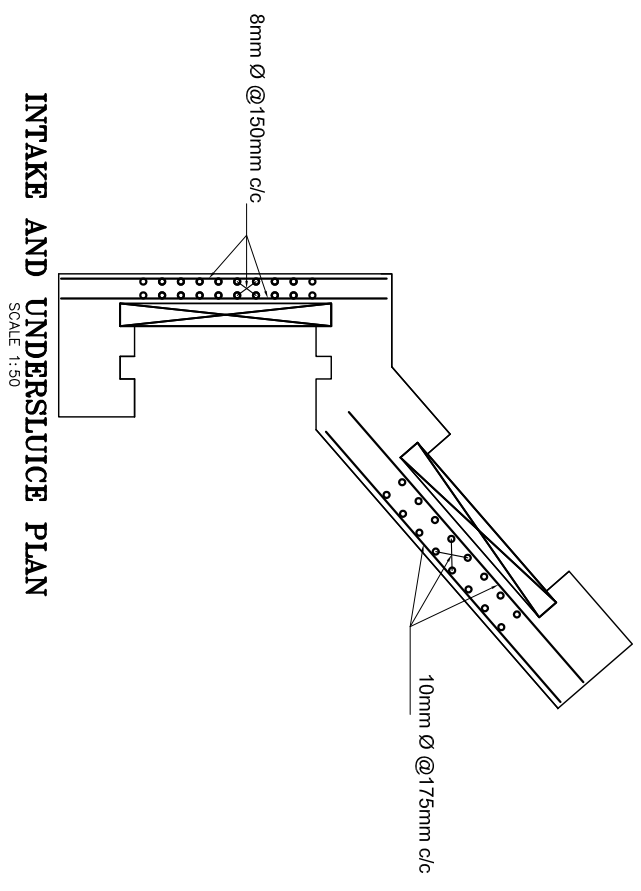 8mm Ø @150mm c/c
10mm Ø @175mm c/c
INTAKE AND UNDERSLUICE PLAN
SCALE 1:50